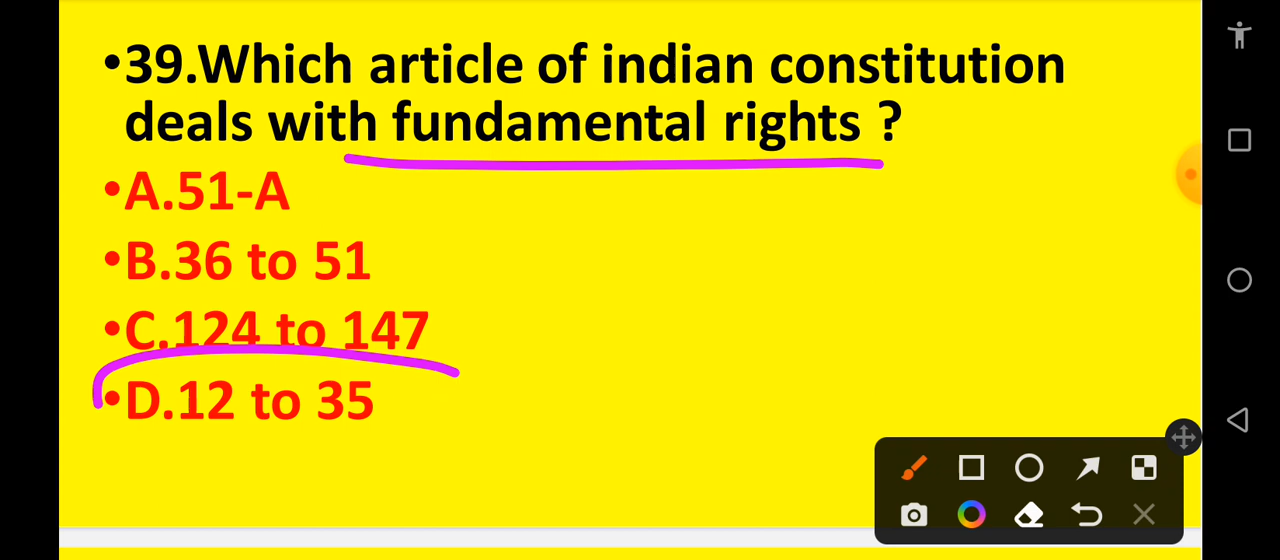 •39.Which article of indian constitution
deals with fundamental rights ?
•A.51-A
•B.36 to 51
•C.124 to 147
•D.12 to 35